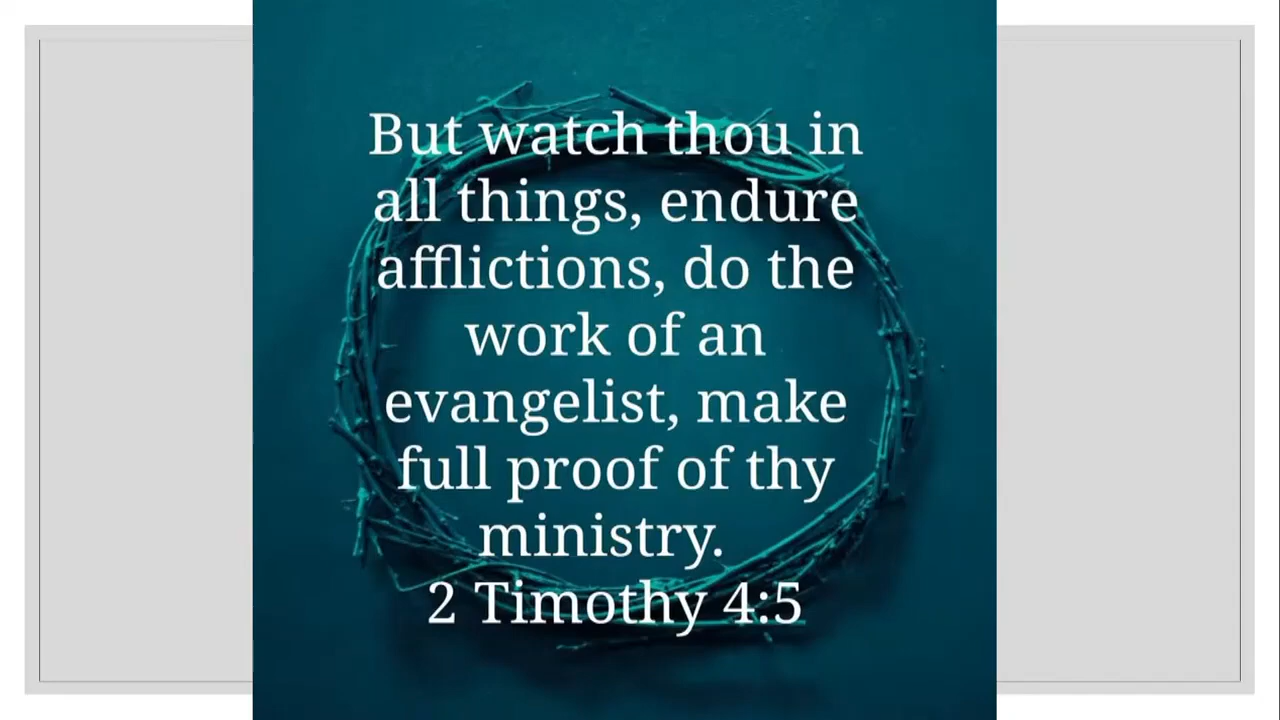 But watch thou in
all things, endure
afflictions, do the
work of an
evangelist, make
full proof of thy
ministry.
2 Timothy 4:5